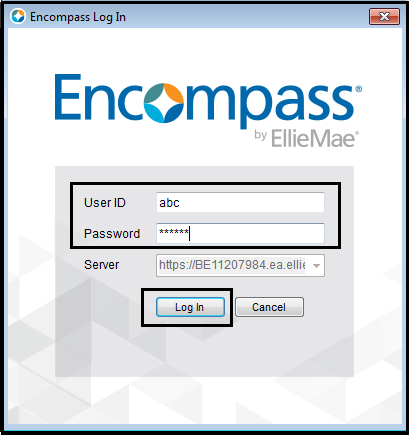 Encompass Log In
Encompass®
by EllieMae®
User ID abc
Password ******
Server https://BE11207984.ea.ellie
Log In Cancel